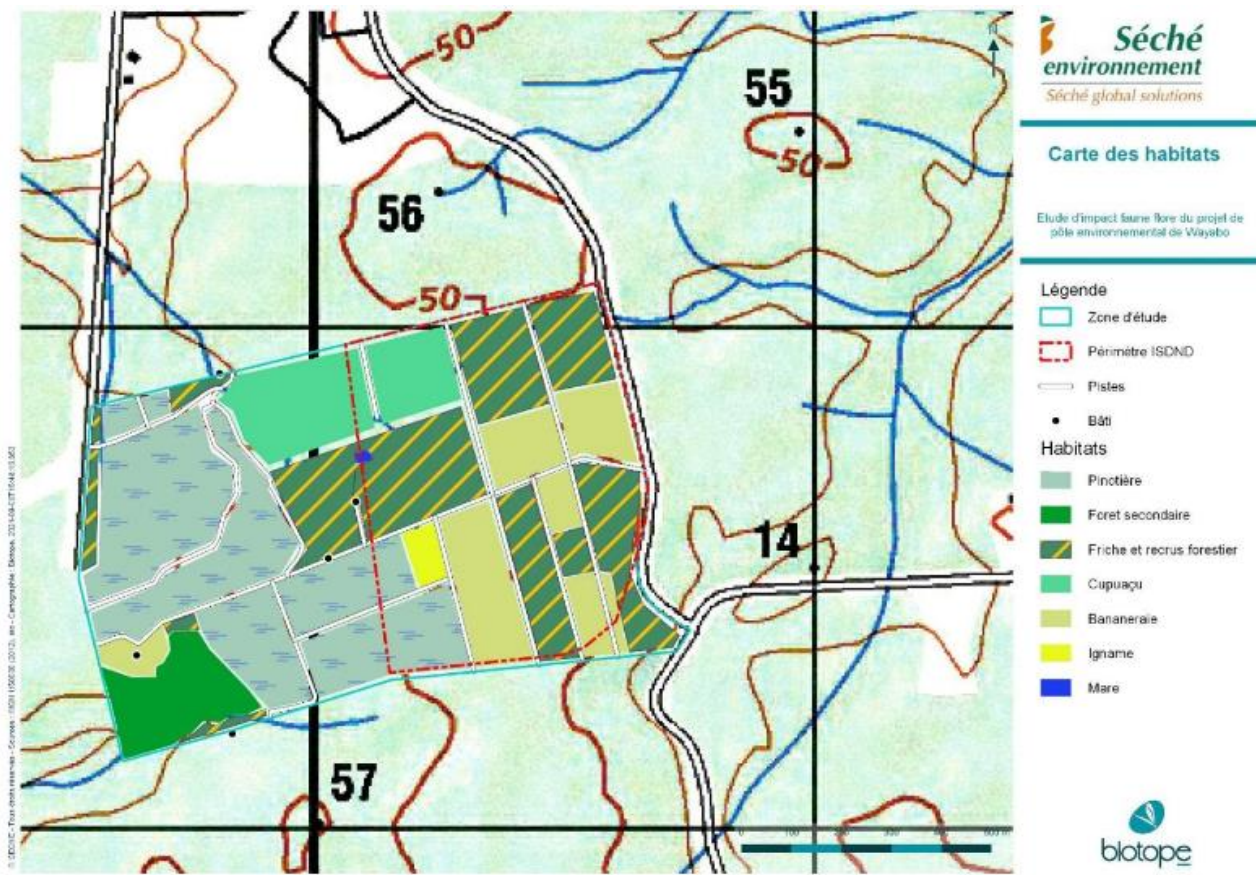 50
55
50
56
50
14
57
N
Séché
environnement
Séché global solutions
Carte des habitats
Etude d'impact faune flore du projet de
pôle environnemental de Wayabo
Légende
Zone d'étude
Périmètre ISDND
Pistes
Bâti
Habitats
Pinotière
Foret secondaire
Friche et recrus forestier
Cupuaçu
Bananeraie
Igname
Mare
biotope